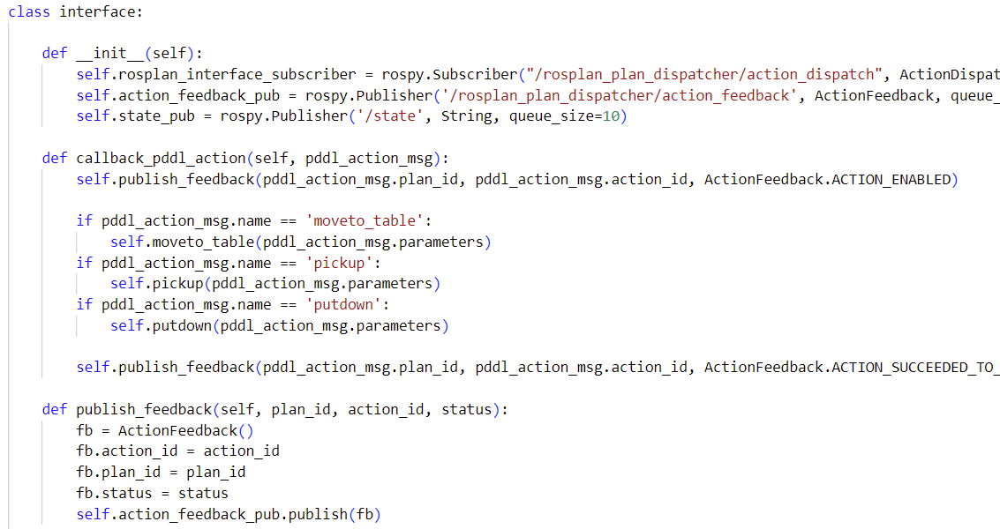 class interface:
def __init__(self):
self.rosplan_interface_subscriber = rospy.Subscriber("/rosplan_plan_dispatcher/action_dispatch", ActionDispat
self.action_feedback_pub = rospy.Publisher('/rosplan_plan_dispatcher/action_feedback', ActionFeedback, queue_
self.state_pub = rospy.Publisher('/state', String, queue_size=10)
def callback_pddl_action(self, pddl_action_msg):
self.publish_feedback(pddl_action_msg.plan_id, pddl_action_msg.action_id, ActionFeedback.ACTION_ENABLED)
if pddl_action_msg.name == 'moveto_table':
self.moveto_table(pddl_action_msg.parameters)
if pddl_action_msg.name == 'pickup':
self.pickup(pddl_action_msg.parameters)
if pddl_action_msg.name == 'putdown':
self.putdown(pddl_action_msg.parameters)
self.publish_feedback(pddl_action_msg.plan_id, pddl_action_msg.action_id, ActionFeedback.ACTION_SUCCEEDED_TO_
def publish_feedback(self, plan_id, action_id, status):
fb = ActionFeedback()
fb.action_id = action_id
fb.plan_id = plan_id
fb.status = status
self.action_feedback_pub.publish(fb)